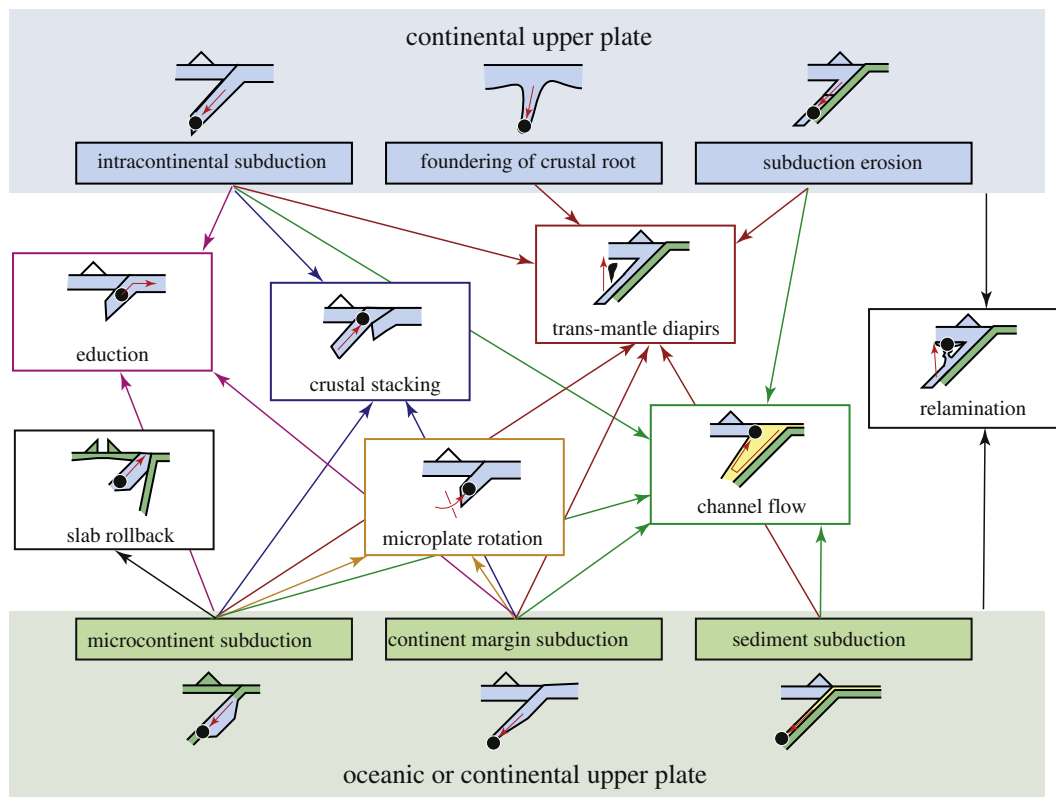 continental upper plate
intracontinental subduction
foundering of crustal root
subduction erosion
eduction
crustal stacking
trans-mantle diapirs
relamination
slab rollback
microplate rotation
channel flow
microcontinent subduction
continent margin subduction
sediment subduction
oceanic or continental upper plate